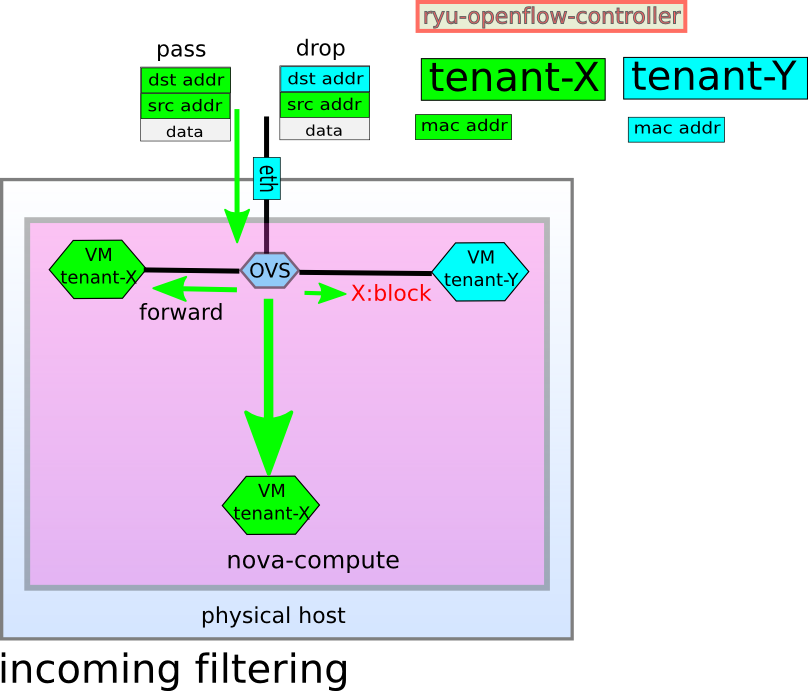 ryu-openflow-controller
pass
drop
tenant-X
tenant-Y
dst addr
src addr
data
dst addr
src addr
data
mac addr
mac addr
eth
VM
tenant-X
OVS
VM
tenant-Y
forward
X:block
VM
tenant-X
nova-compute
physical host
incoming filtering